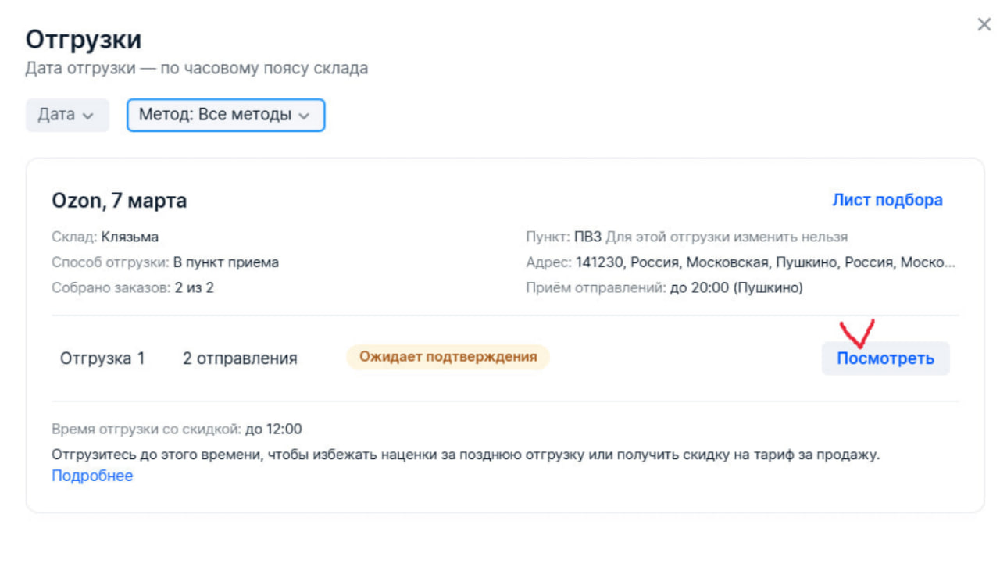 Отгрузки
Дата отгрузки — по часовому поясу склада
Дата
Метод: Все методы
Ozon, 7 марта
Лист подбора
Склад: Клязьма
Пункт: ПВЗ Для этой отгрузки изменить нельзя
Способ отгрузки: В пункт приема
Адрес: 141230, Россия, Московская, Пушкино, Россия, Моско...
Собрано заказов: 2 из 2
Приём отправлений: до 20:00 (Пушкино)
Отгрузка 1
2 отправления
Ожидает подтверждения
Посмотреть
Время отгрузки со скидкой: до 12:00
Отгрузитесь до этого времени, чтобы избежать наценки за позднюю отгрузку или получить скидку на тариф за продажу.
Подробнее